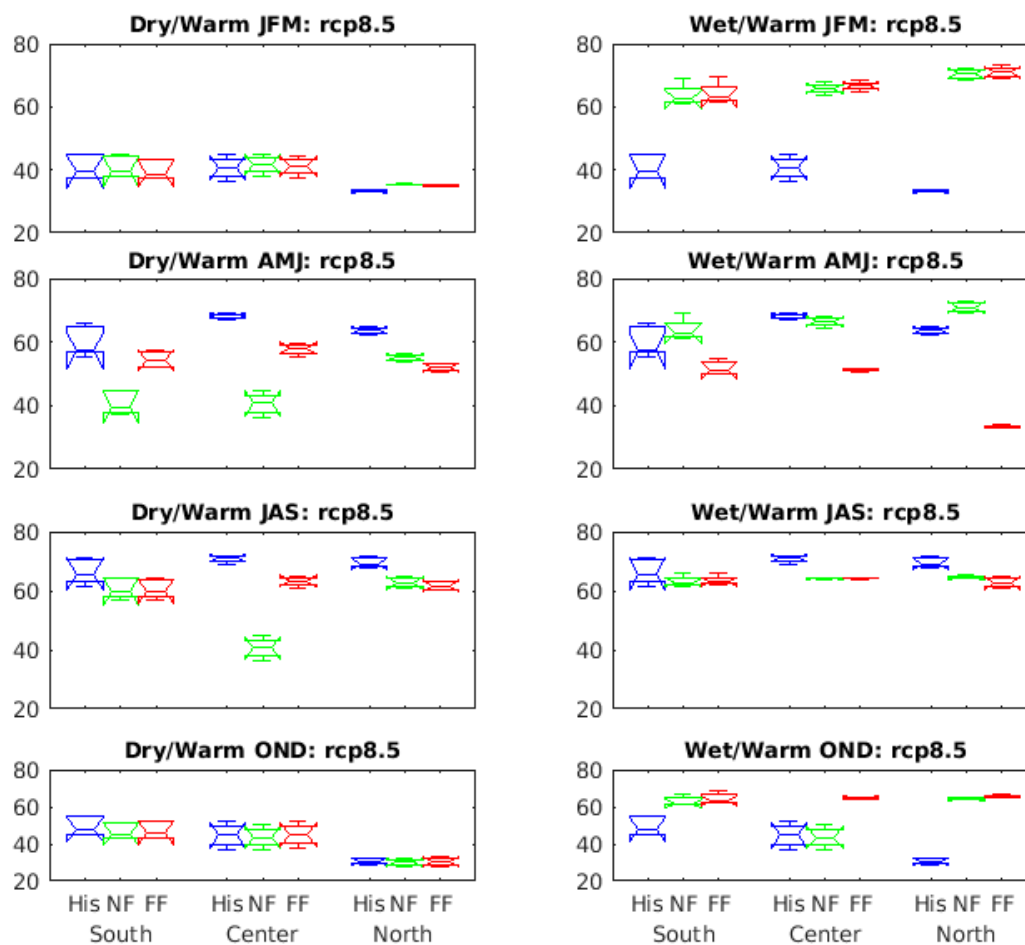 Dry/Warm JFM: rcp8.5
80
60
40
20
Wet/Warm JFM: rcp8.5
80
60
40
20
Dry/Warm AMJ: rcp8.5
80
60
40
20
Wet/Warm AMJ: rcp8.5
80
60
40
20
Dry/Warm JAS: rcp8.5
80
60
40
20
Wet/Warm JAS: rcp8.5
80
60
40
20
Dry/Warm OND: rcp8.5
80
60
40
20
His NF FF His NF FF His NF FF
South Center North
Wet/Warm OND: rcp8.5
80
60
40
20
His NF FF His NF FF His NF FF
South Center North